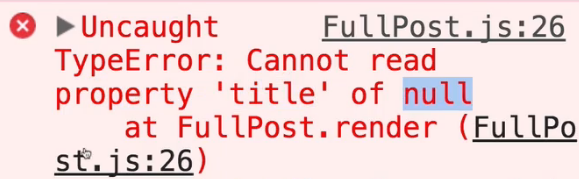 Uncaught FullPost.js:26
TypeError: Cannot read
property 'title' of null
at FullPost.render (FullPo
st.js:26)